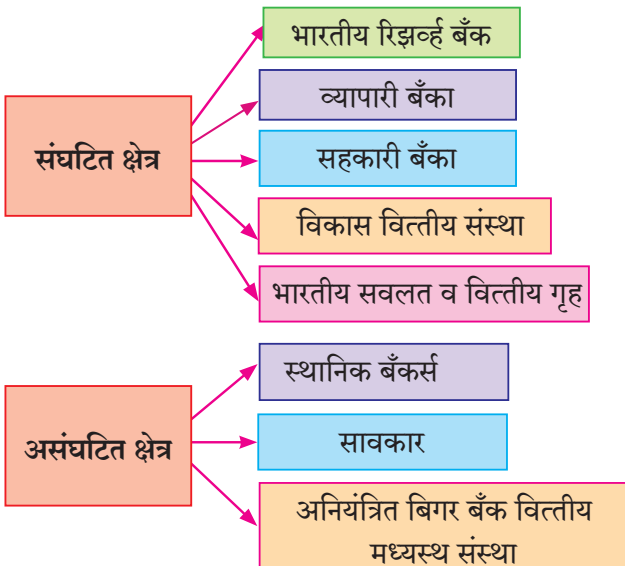 संघटित क्षेत्र
भारतीय रिझर्व्ह बँक
व्यापारी बँका
सहकारी बँका
विकास वित्तीय संस्था
भारतीय सवलत व वित्तीय गृह
असंघटित क्षेत्र
स्थानिक बँकर्स
सावकार
अनियंत्रित बिगर बँक वित्तीय
मध्यस्थ संस्था